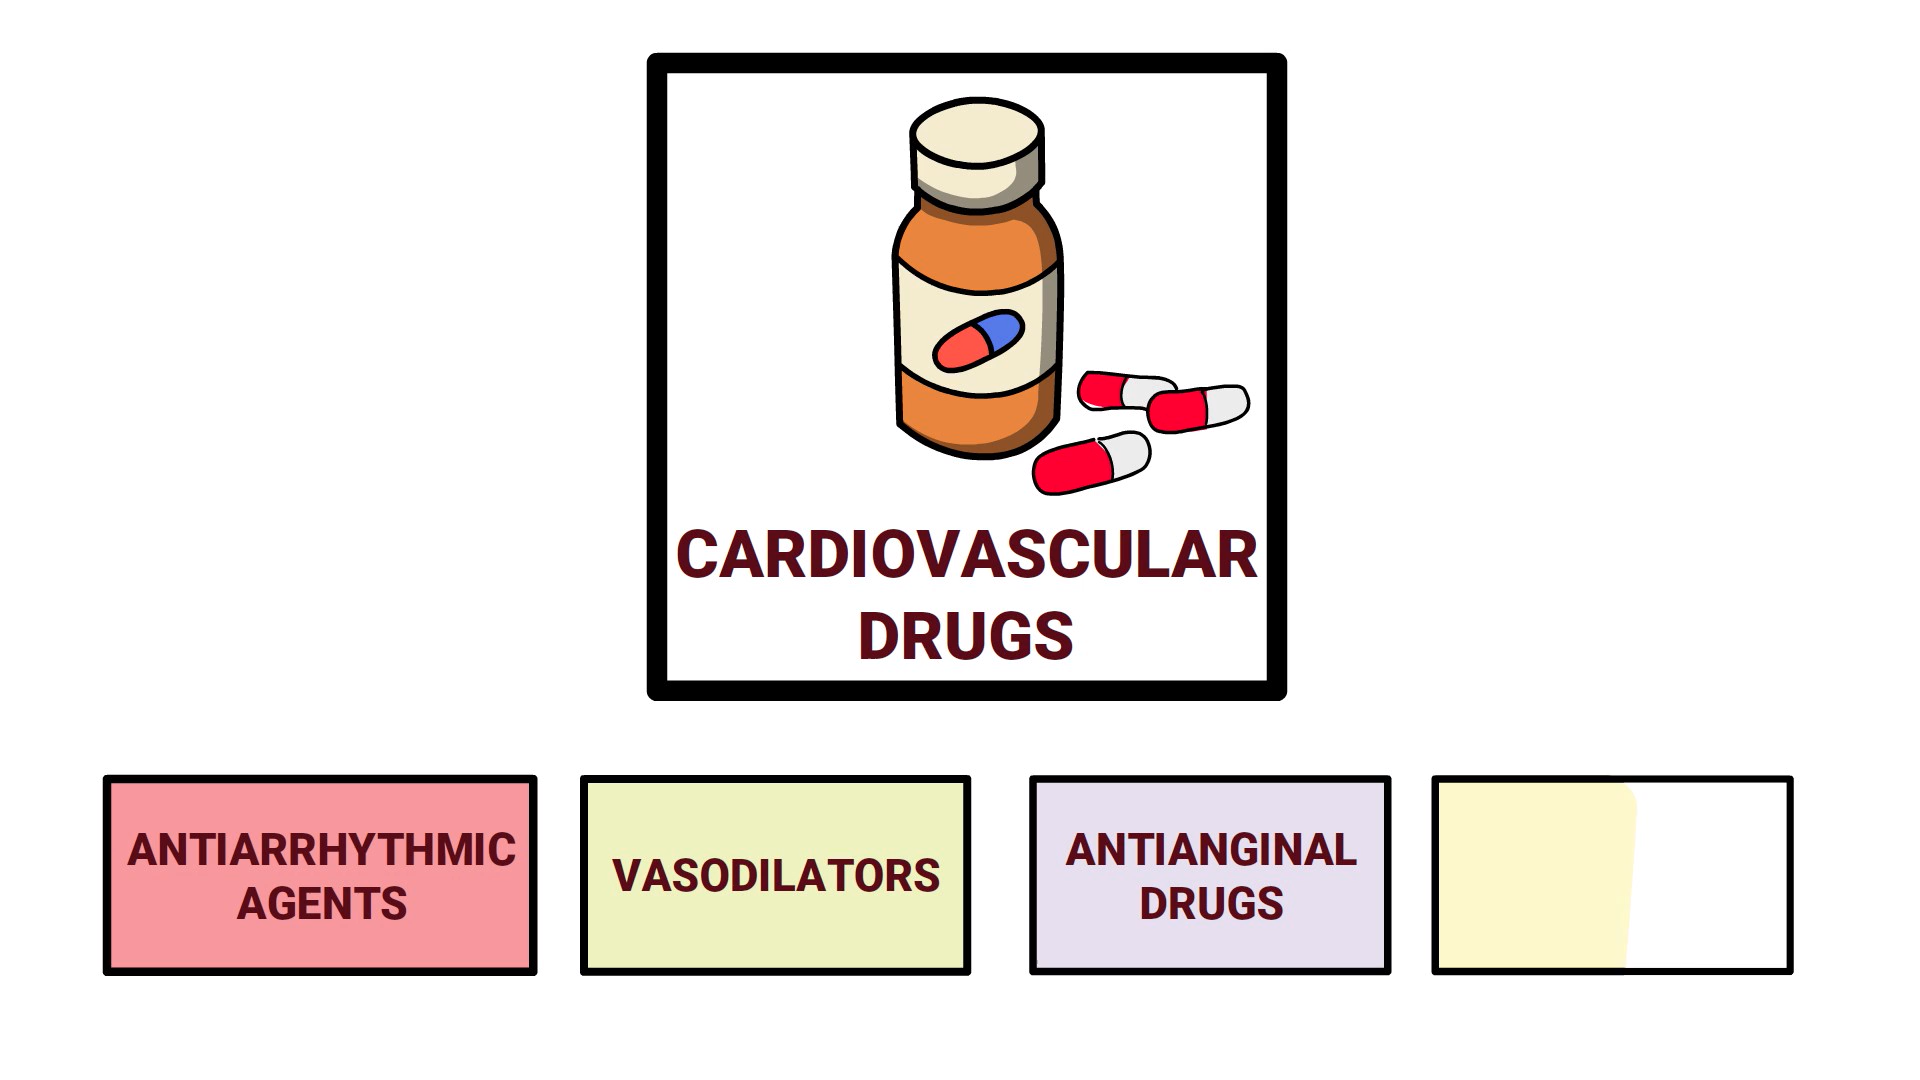 CARDIOVASCULAR
DRUGS
ANTIARRHYTHMIC
AGENTS
VASODILATORS
ANTIANGINAL
DRUGS